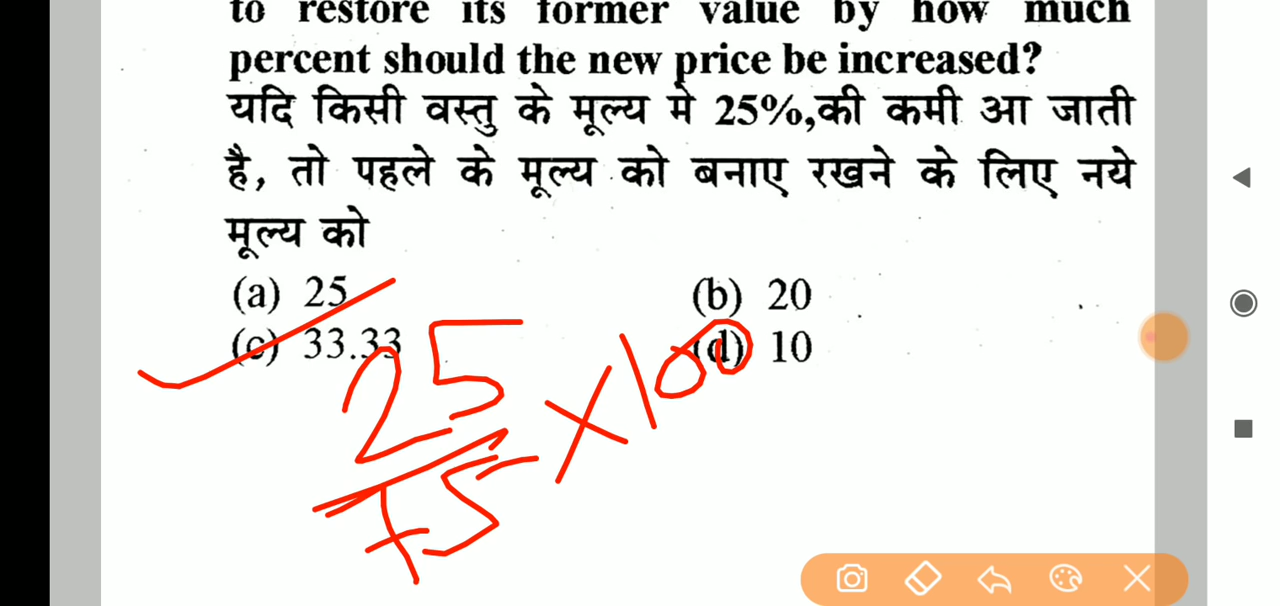 to restore its former value by how much
percent should the new price be increased?
यदि किसी वस्तु के मूल्य मे 25%,की कमी आ जाती
है, तो पहले के मूल्य को बनाए रखने के लिए नये
मूल्य को
(a) 25 (b) 20
(c) 33.33 (d) 10
25 × 100
75